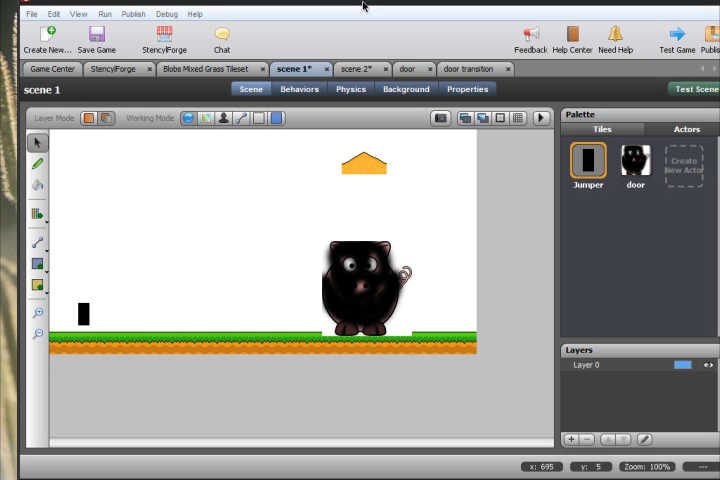 File Edit View Run Publish Debug Help
Create New... Save Game StencylForge Chat Feedback Help Center Need Help Test Game
Game Center StencylForge Blobs Mixed Grass Tileset scene 1* scene 2* door door transition
scene 1 Scene Behaviors Physics Background Properties Test Scene
Layer Mode Working Mode Palette
Tiles Actors
Create
New Actor
Jumper door
Layers
Layer 0
x: 695 y: 5 Zoom: 100% ---